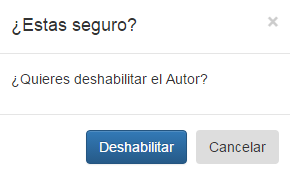 ¿Estas seguro? ×
¿Quieres deshabilitar el Autor?
Deshabilitar Cancelar